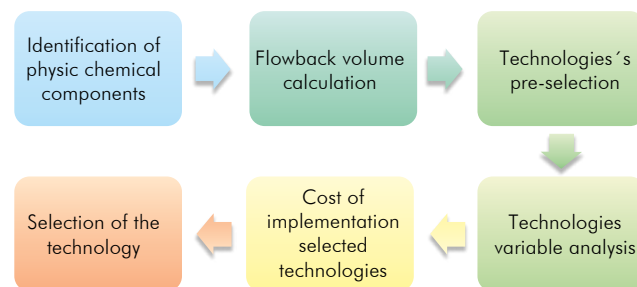 Identification of
physic chemical
components
Flowback volume
calculation
Technologies´s
pre-selection
Technologies
variable analysis
Cost of
implementation
selected
technologies
Selection of the
technology